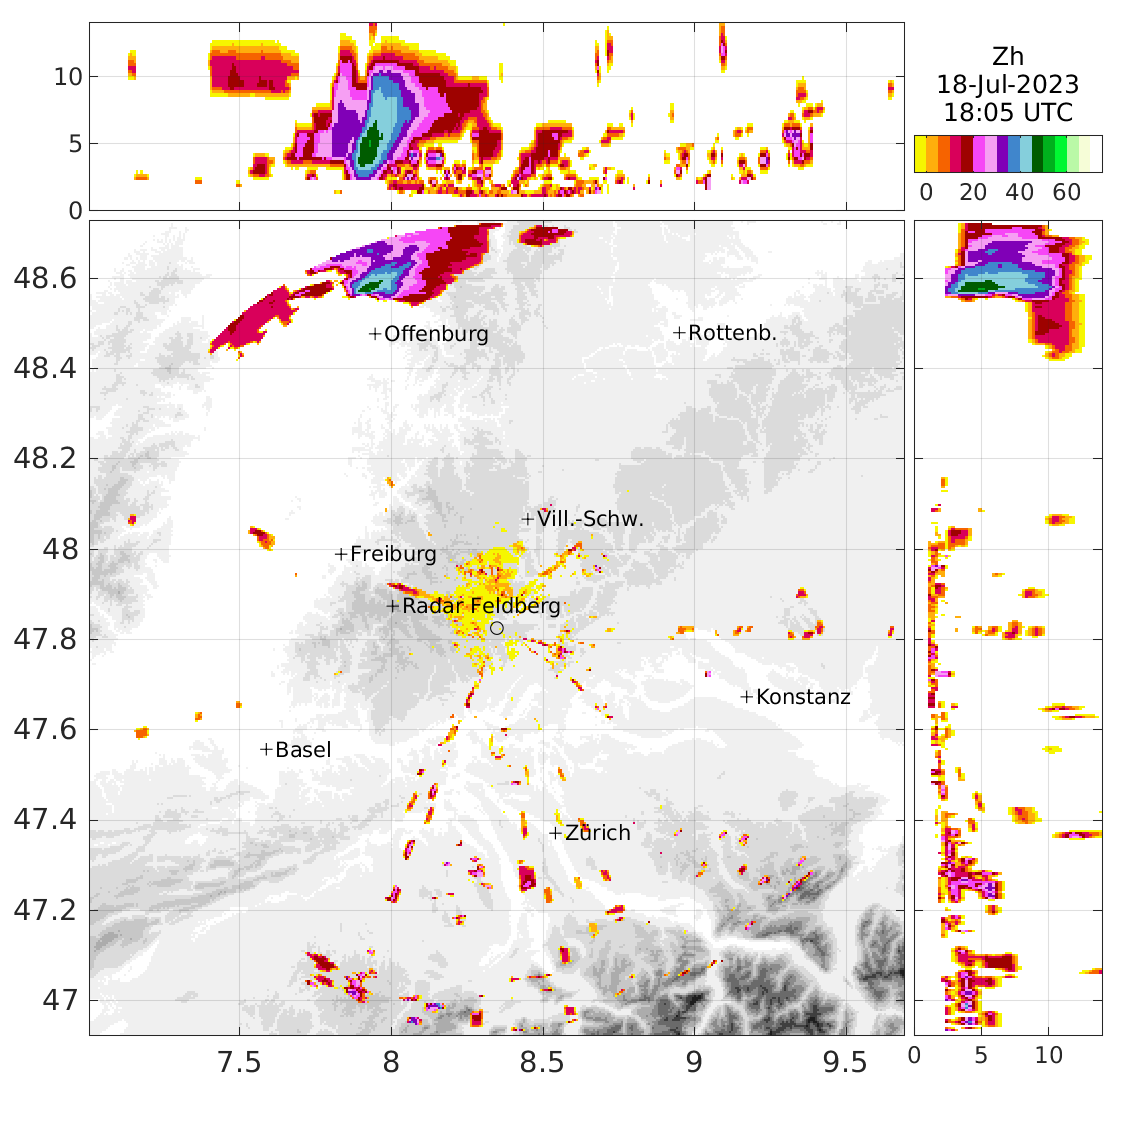 10
5
0
Zh
18-Jul-2023
18:05 UTC
0 20 40 60
48.6
48.4
48.2
48
47.8
47.6
47.4
47.2
47
Offenburg
Rottenb.
Vill.-Schw.
Freiburg
Radar Feldberg
Konstanz
Basel
Zürich
7.5 8 8.5 9 9.5
0 5 10